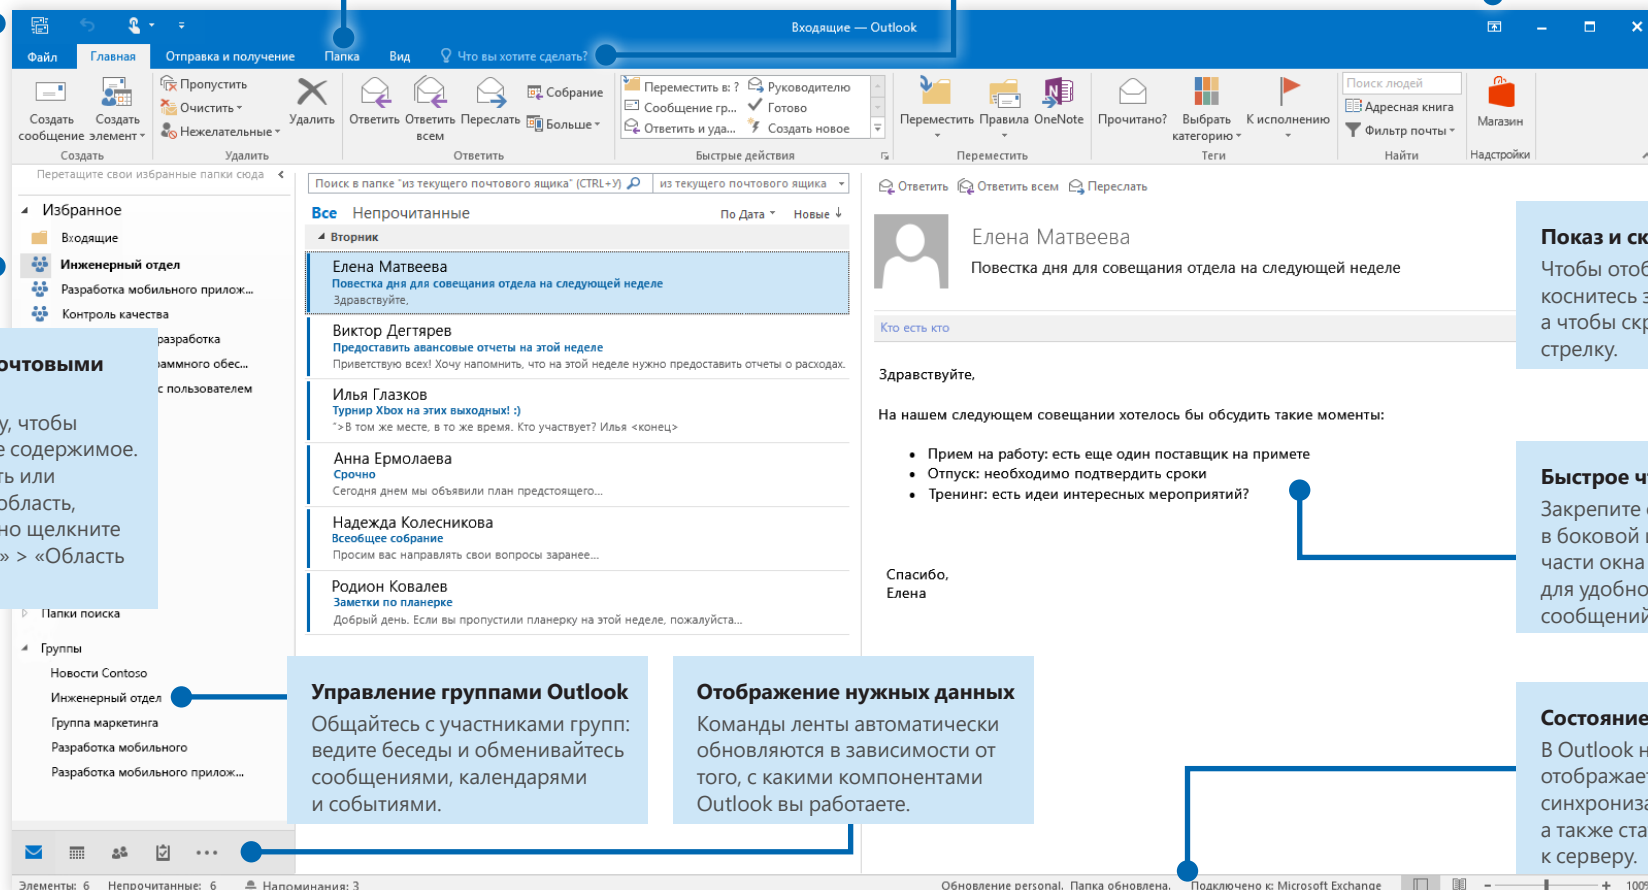 Входящие — Outlook
Файл Главная Отправка и получение Папка Вид Что вы хотите сделать?
Создать сообщение
Создать элемент
Создать
Пропустить
Очистить
Нежелательные
Удалить
Удалить
Ответить
Ответить всем
Переслать
Собрание
Больше
Ответить
Переместить в: ?
Сообщение гр...
Ответить и уда...
Руководителю
Готово
Создать новое
Быстрые действия
Переместить
Правила
OneNote
Переместить
Прочитано?
Выбрать категорию
К исполнению
Теги
Поиск людей
Адресная книга
Фильтр почты
Найти
Магазин
Надстройки
Перетащите свои избранные папки сюда
Избранное
Входящие
Инженерный отдел
Разработка мобильного прилож...
Контроль качества
разработка
раммного обес...
с пользователем
очтовыми
у, чтобы
е содержимое.
ть или
область,
но щелкните
» > «Область
Папки поиска
Группы
Новости Contoso
Инженерный отдел
Группа маркетинга
Разработка мобильного
Разработка мобильного прилож...
Поиск в папке "из текущего почтового ящика" (CTRL+У)
из текущего почтового ящика
Все Непрочитанные
По Дата Новые
Вторник
Елена Матвеева
Повестка дня для совещания отдела на следующей неделе
Здравствуйте,
Виктор Дегтярев
Предоставить авансовые отчеты на этой неделе
Приветствую всех! Хочу напомнить, что на этой неделе нужно предоставить отчеты о расходах.
Илья Глазков
Турнир Xbox на этих выходных! :)
">В том же месте, в то же время. Кто участвует? Илья <конец>
Анна Ермолаева
Срочно
Сегодня днем мы объявили план предстоящего...
Надежда Колесникова
Всеобщее собрание
Просим вас направлять свои вопросы заранее...
Родион Ковалев
Заметки по планерке
Добрый день. Если вы пропустили планерку на этой неделе, пожалуйста...
Ответить Ответить всем Переслать
Елена Матвеева
Повестка дня для совещания отдела на следующей неделе
Кто есть кто
Здравствуйте,
На нашем следующем совещании хотелось бы обсудить такие моменты:
• Прием на работу: есть еще один поставщик на примете
• Отпуск: необходимо подтвердить сроки
• Тренинг: есть идеи интересных мероприятий?
Спасибо,
Елена
Показ и ск
Чтобы отоб
коснитесь з
а чтобы скр
стрелку.
Быстрое чт
Закрепите
в боковой
части окна
для удобно
сообщений
Управление группами Outlook
Общайтесь с участниками групп:
ведите беседы и обменивайтесь
сообщениями, календарями
и событиями.
Отображение нужных данных
Команды ленты автоматически
обновляются в зависимости от
того, с какими компонентами
Outlook вы работаете.
Состояние
В Outlook н
отображает
синхрониза
а также ста
к серверу.
Элементы: 6 Непрочитанные: 6 Напоминания: 3
Обновление personal. Папка обновлена. Подключено к: Microsoft Exchange